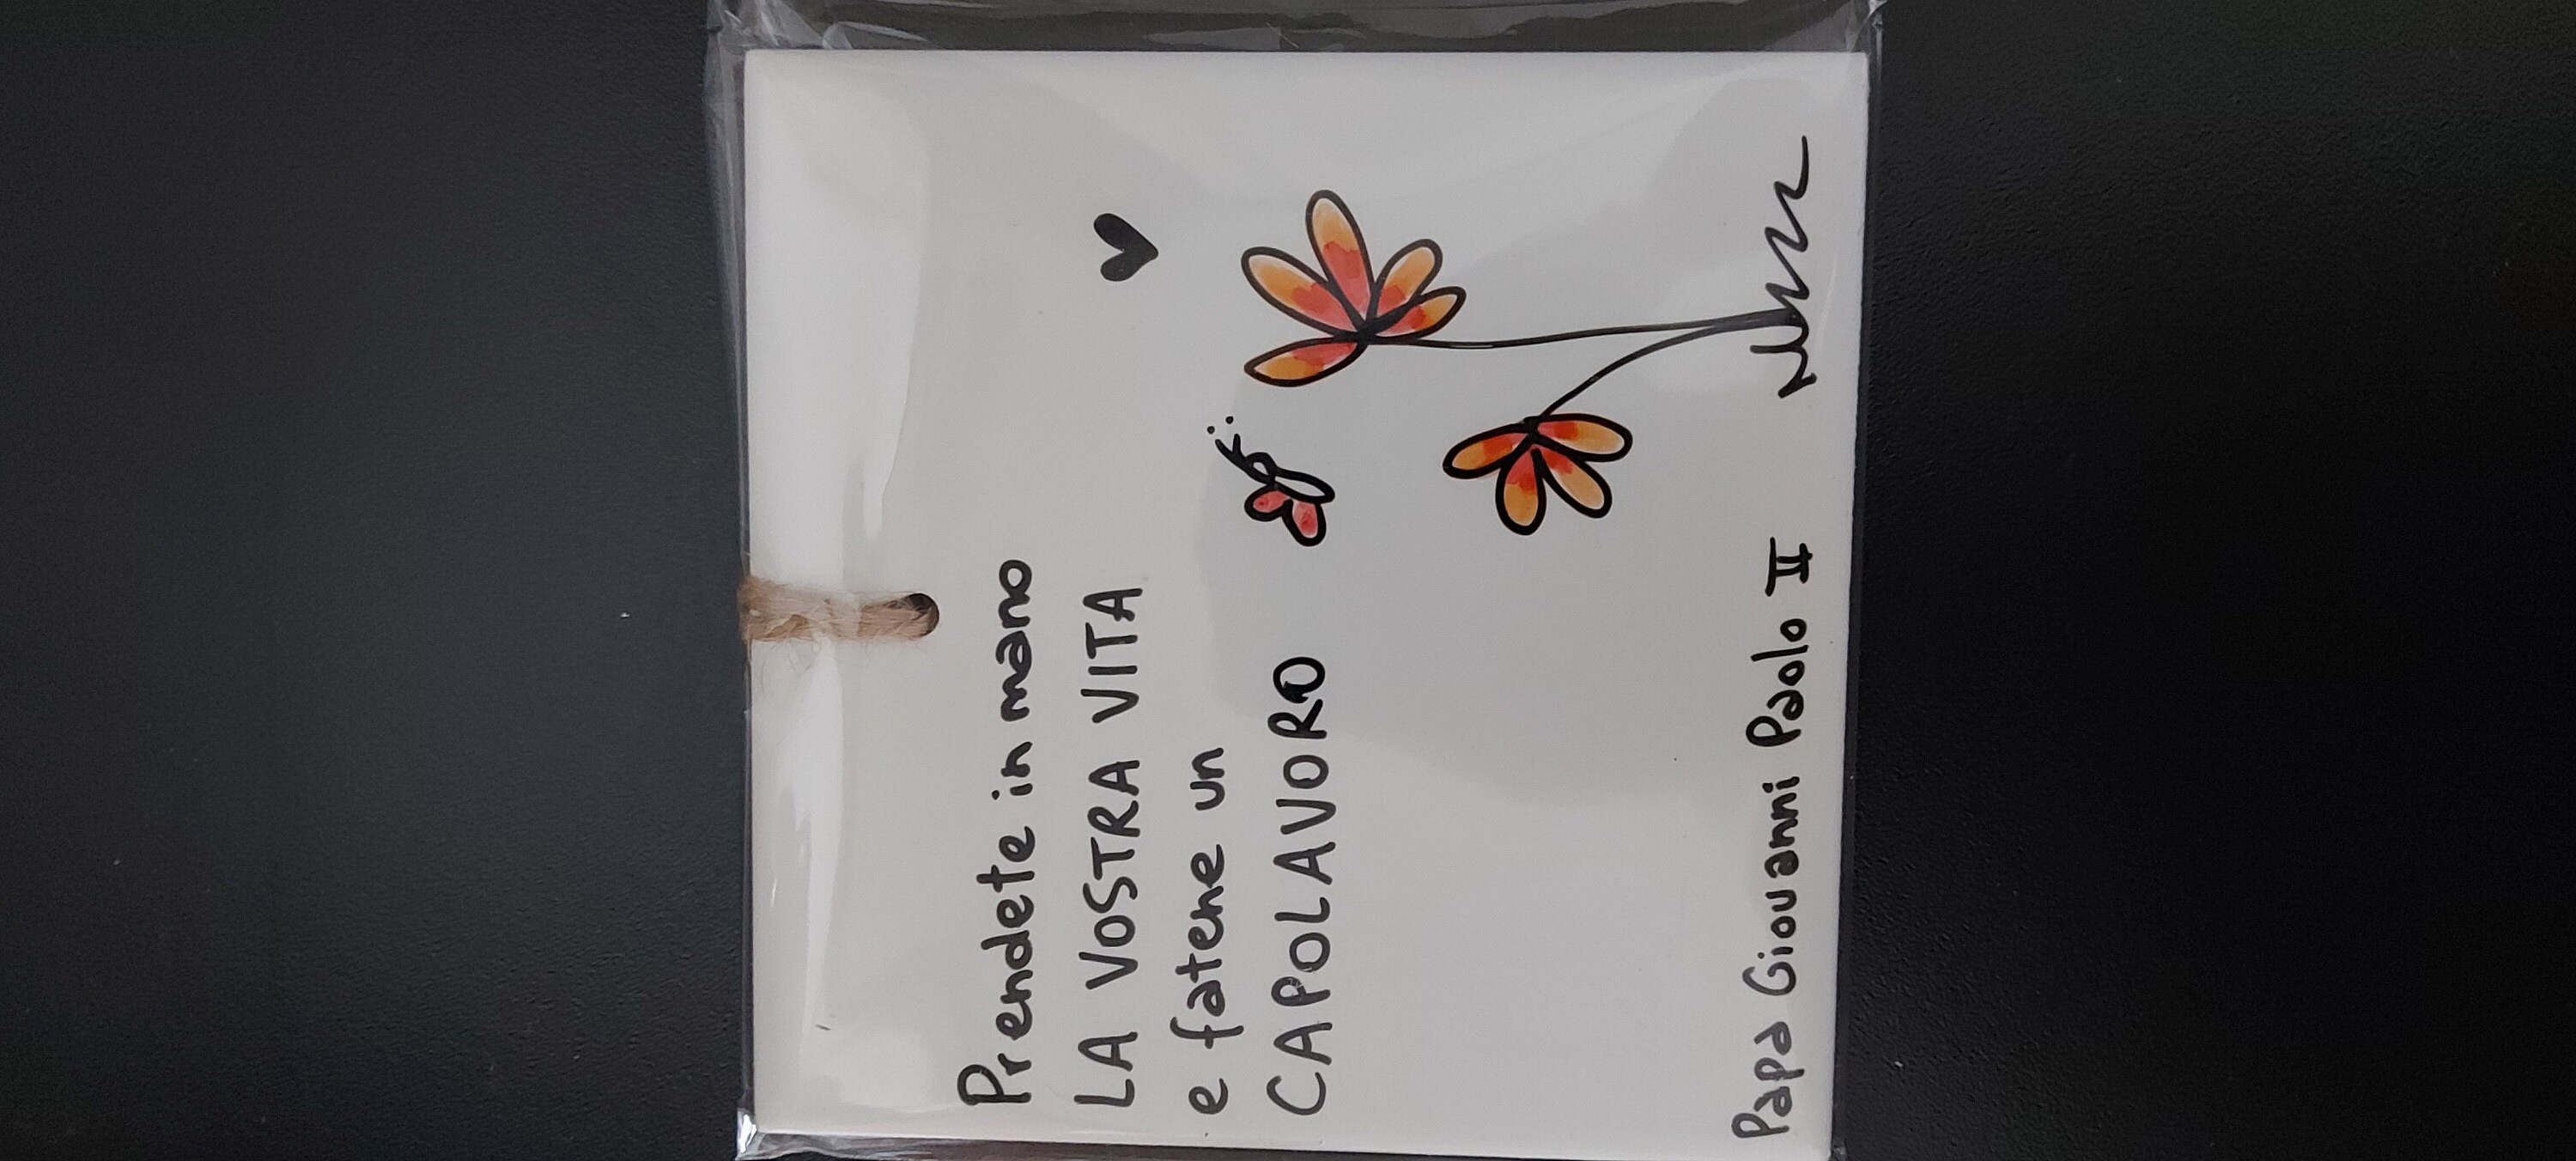 Prendete in mano
LA VOSTRA VITA
e fatene un
CAPOLAVORO
Papa Giovanni Paolo II